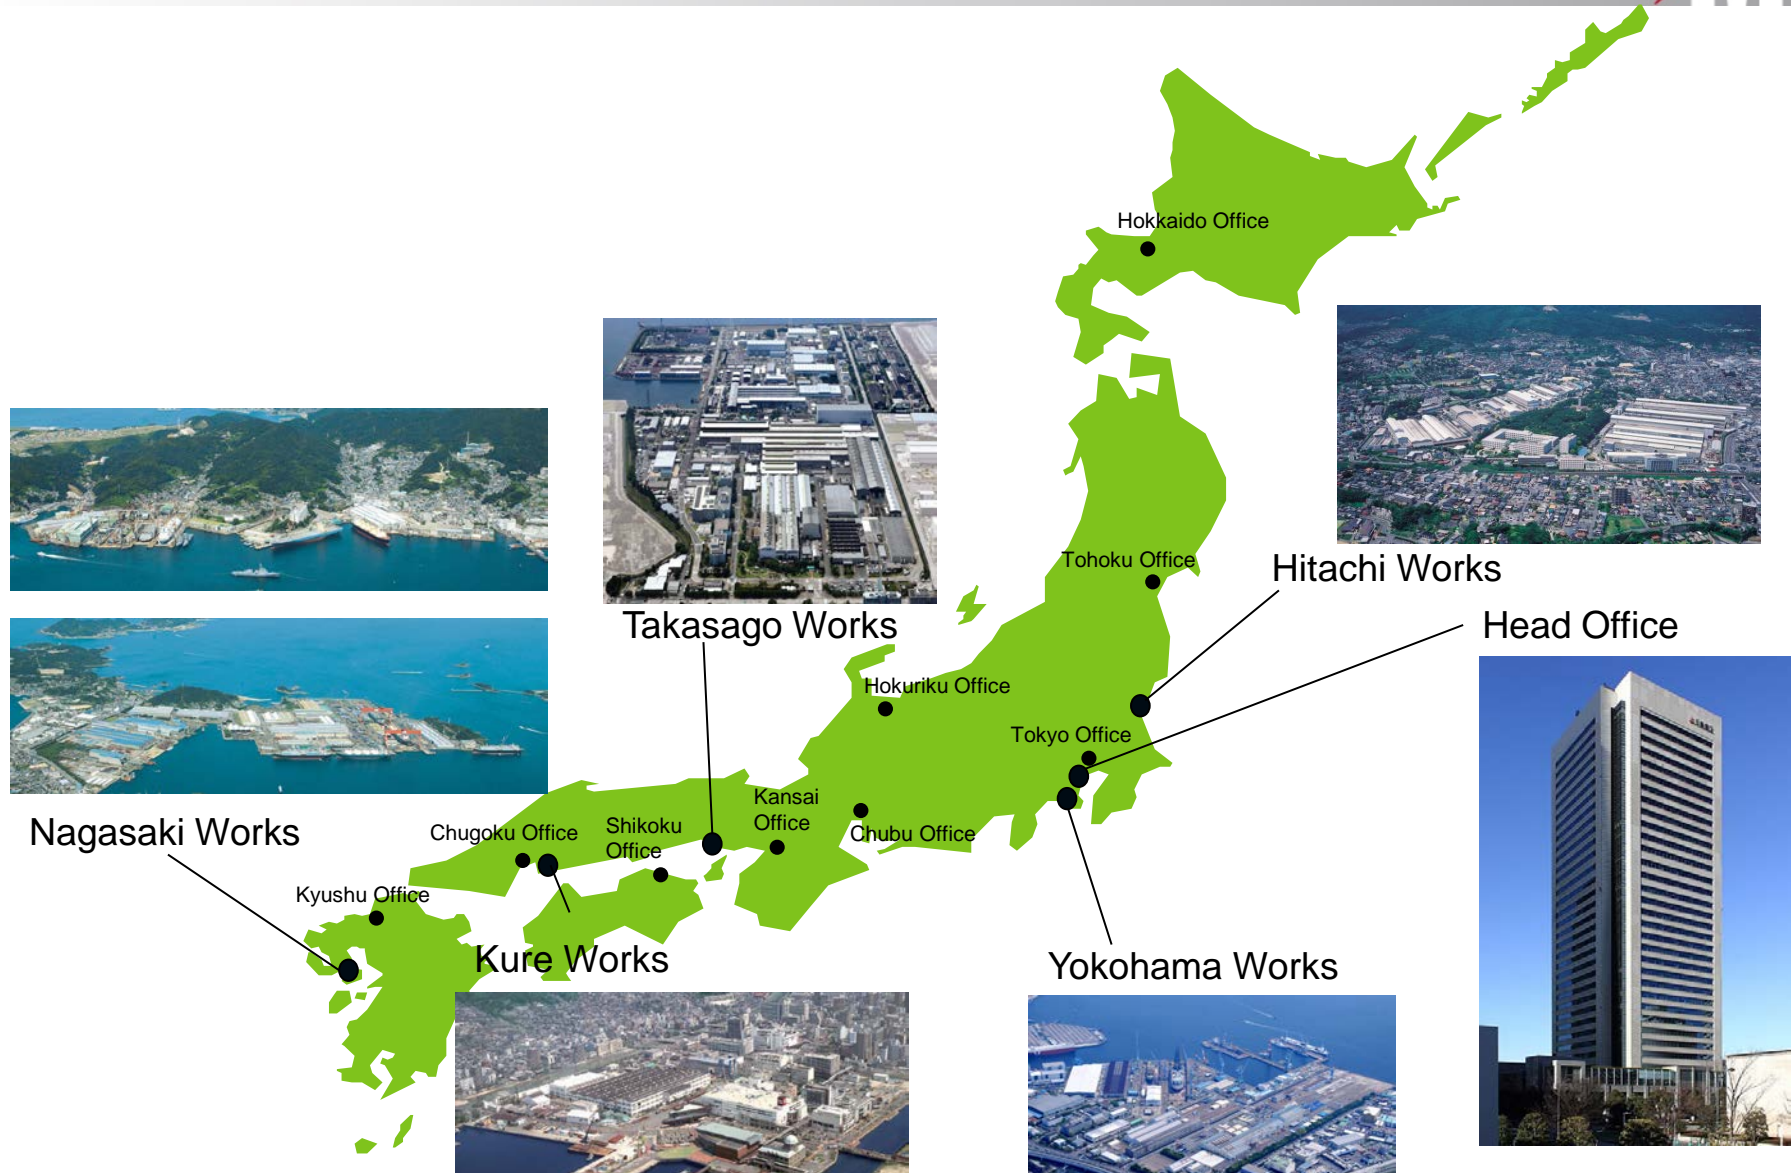 Hokkaido Office
Tohoku Office
Hitachi Works
Takasago Works
Head Office
Hokuriku Office
Tokyo Office
Kansai
Office
Nagasaki Works
Chugoku Office
Shikoku
Office
Chubu Office
Kyushu Office
Kure Works
Yokohama Works